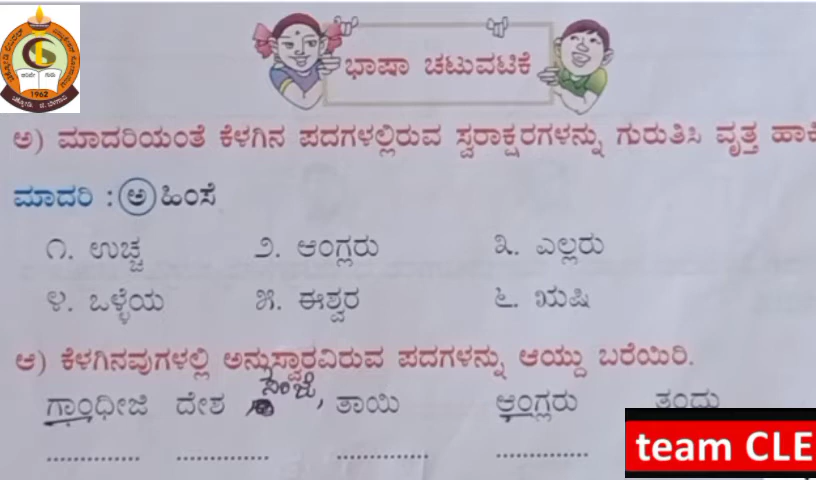 ಭಾಷಾ ಚಟುವಟಿಕೆ
ಅ) ಮಾದರಿಯಂತೆ ಕೆಳಗಿನ ಪದಗಳಲ್ಲಿರುವ ಸ್ವರಾಕ್ಷರಗಳನ್ನು ಗುರುತಿಸಿ ವೃತ್ತ ಹಾಕಿ
ಮಾದರಿ : ಅ ಹಿಂಸೆ
೧. ಉಚ್ಚ ೨. ಆಂಗ್ಲರು ೩. ಎಲ್ಲರು
೪. ಒಳ್ಳೆಯ ೫. ಈಶ್ವರ ೬. ಋಷಿ
ಆ) ಕೆಳಗಿನವುಗಳಲ್ಲಿ ಅನುಸ್ವಾರವಿರುವ ಪದಗಳನ್ನು ಆಯ್ದು ಬರೆಯಿರಿ.
ಗಾಂಧೀಜಿ ದೇಶ ಸಂಜೆ, ತಾಯಿ ಆಂಗ್ಲರು ತಂದು
team CLE
1962